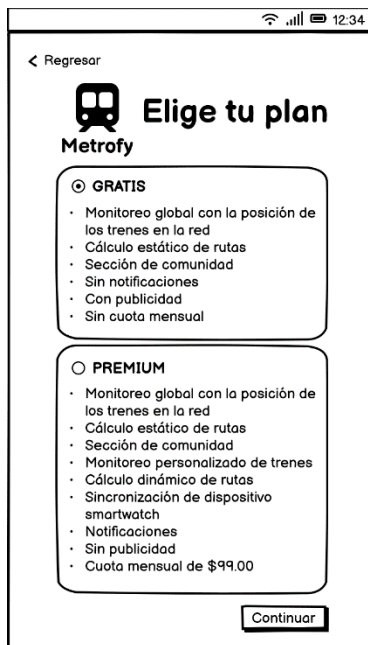 12:34
Regresar
Elige tu plan
Metrofy
GRATIS
· Monitoreo global con la posición de
los trenes en la red
· Cálculo estático de rutas
· Sección de comunidad
· Sin notificaciones
· Con publicidad
· Sin cuota mensual
PREMIUM
· Monitoreo global con la posición de
los trenes en la red
· Cálculo estático de rutas
· Sección de comunidad
· Monitoreo personalizado de trenes
· Cálculo dinámico de rutas
· Sincronización de dispositivo
smartwatch
· Notificaciones
· Sin publicidad
· Cuota mensual de $99.00
Continuar